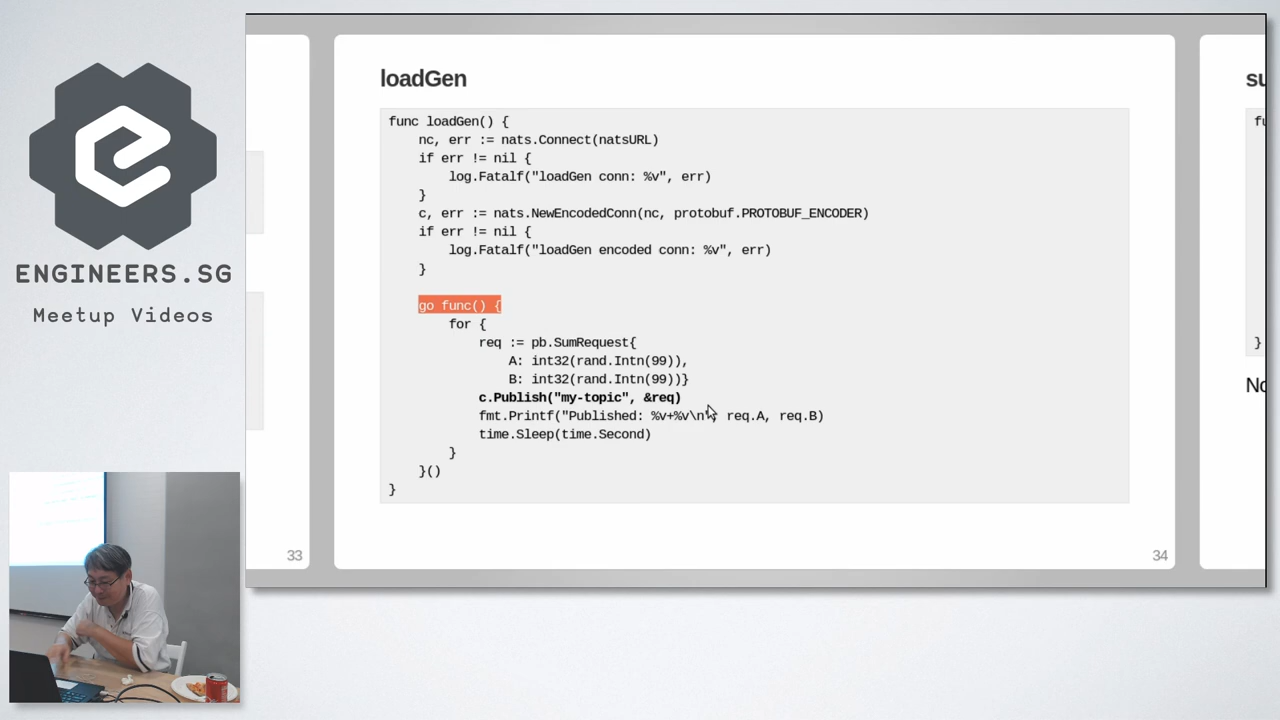 ENGINEERS.SG
Meetup Videos
33
loadGen
func loadGen() {
nc, err := nats.Connect(natsURL)
if err != nil {
log.Fatalf("loadGen conn: %v", err)
}
c, err := nats.NewEncodedConn(nc, protobuf.PROTOBUF_ENCODER)
if err != nil {
log.Fatalf("loadGen encoded conn: %v", err)
}
go func() {
for {
req := pb.SumRequest{
A: int32(rand.Intn(99)),
B: int32(rand.Intn(99))}
c.Publish("my-topic", &req)
fmt.Printf("Published: %v+%v\n", req.A, req.B)
time.Sleep(time.Second)
}
}()
}
34
su
fu
}
No